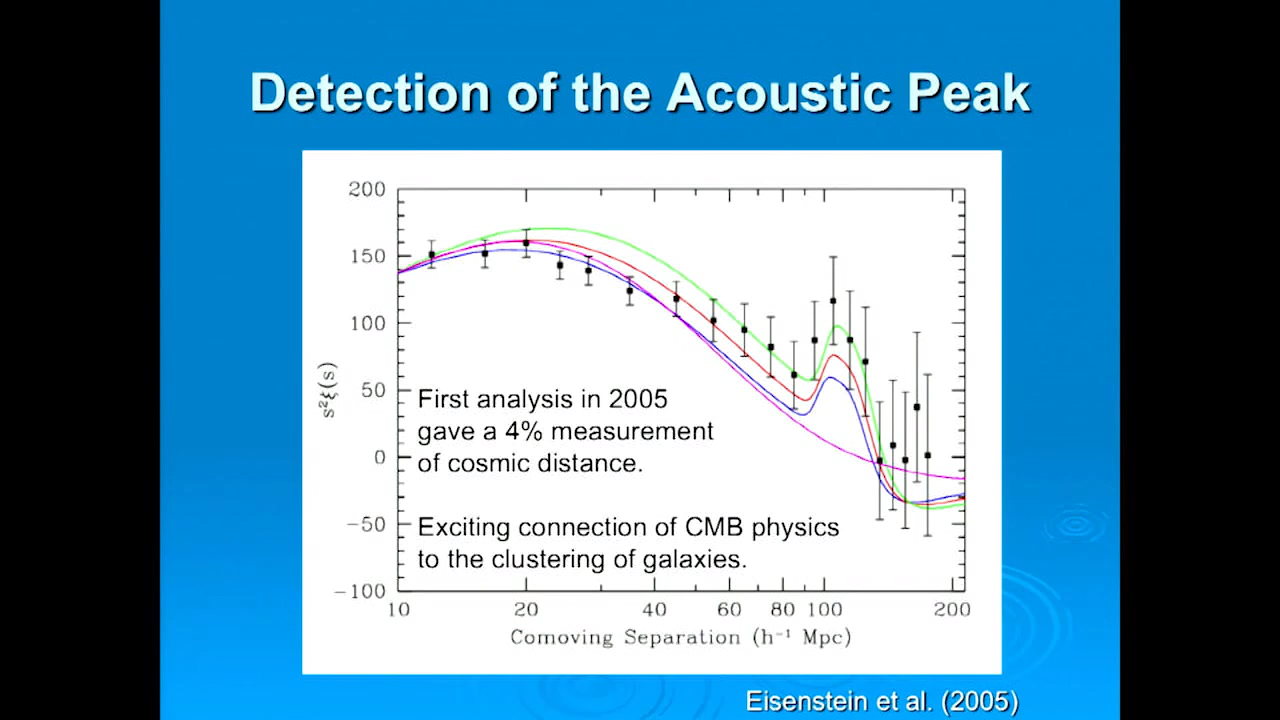 Detection of the Acoustic Peak
200
150
100
50
0
−50
−100
s²ξ(s)
First analysis in 2005
gave a 4% measurement
of cosmic distance.
Exciting connection of CMB physics
to the clustering of galaxies.
10 20 40 60 80 100 200
Comoving Separation (h⁻¹ Mpc)
Eisenstein et al. (2005)